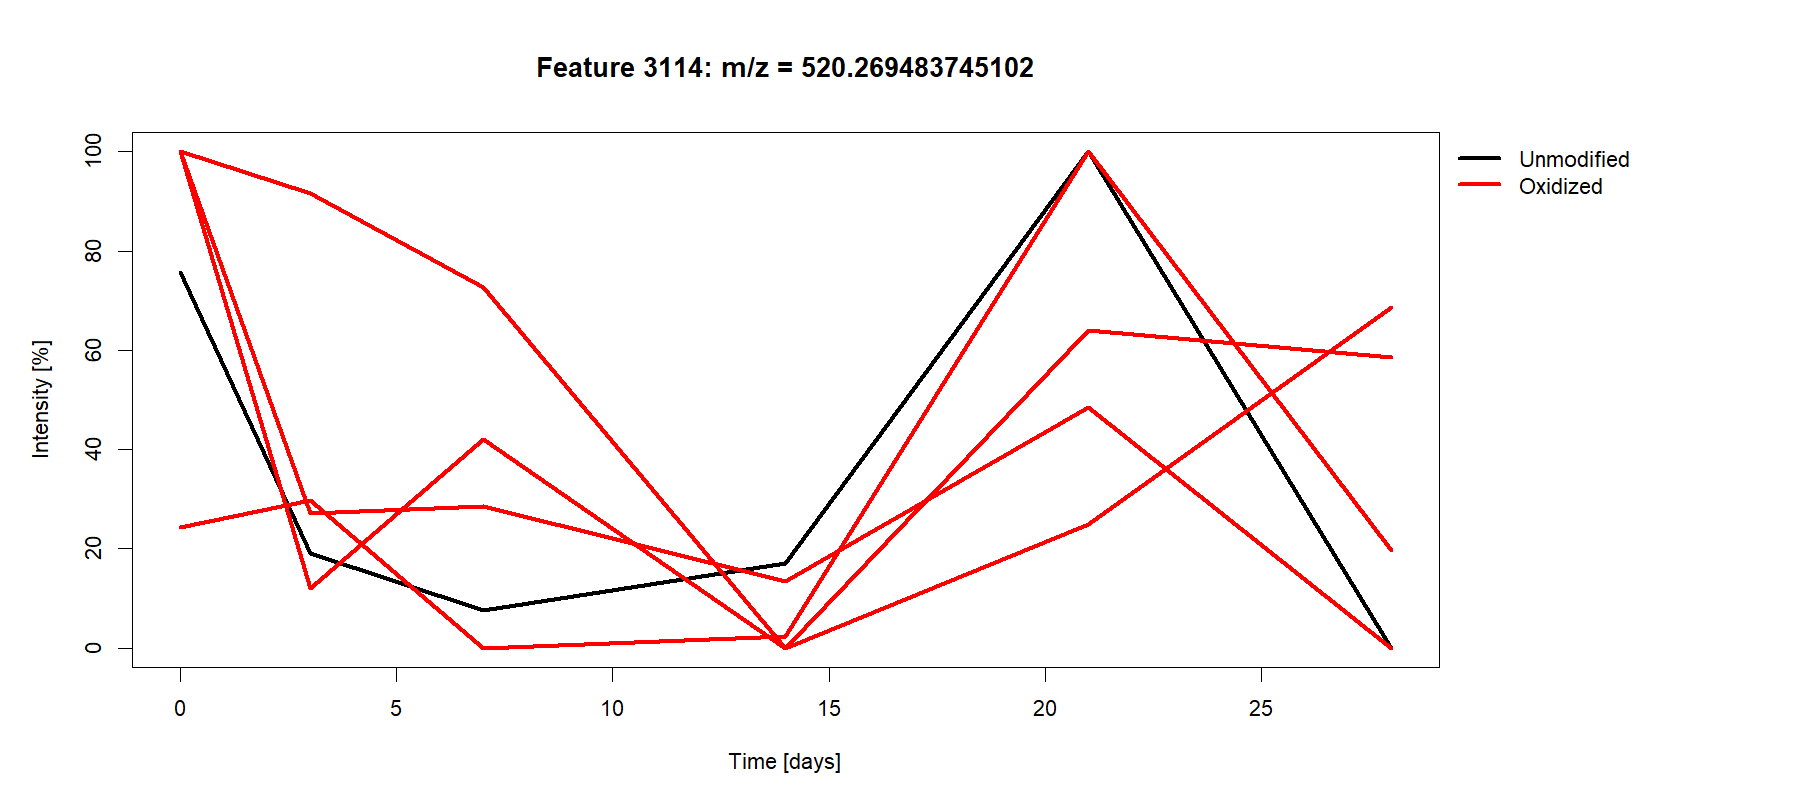 Feature 3114: m/z = 520.269483745102
Unmodified
Oxidized
Intensity [%]
100
80
60
40
20
0
0 5 10 15 20 25
Time [days]